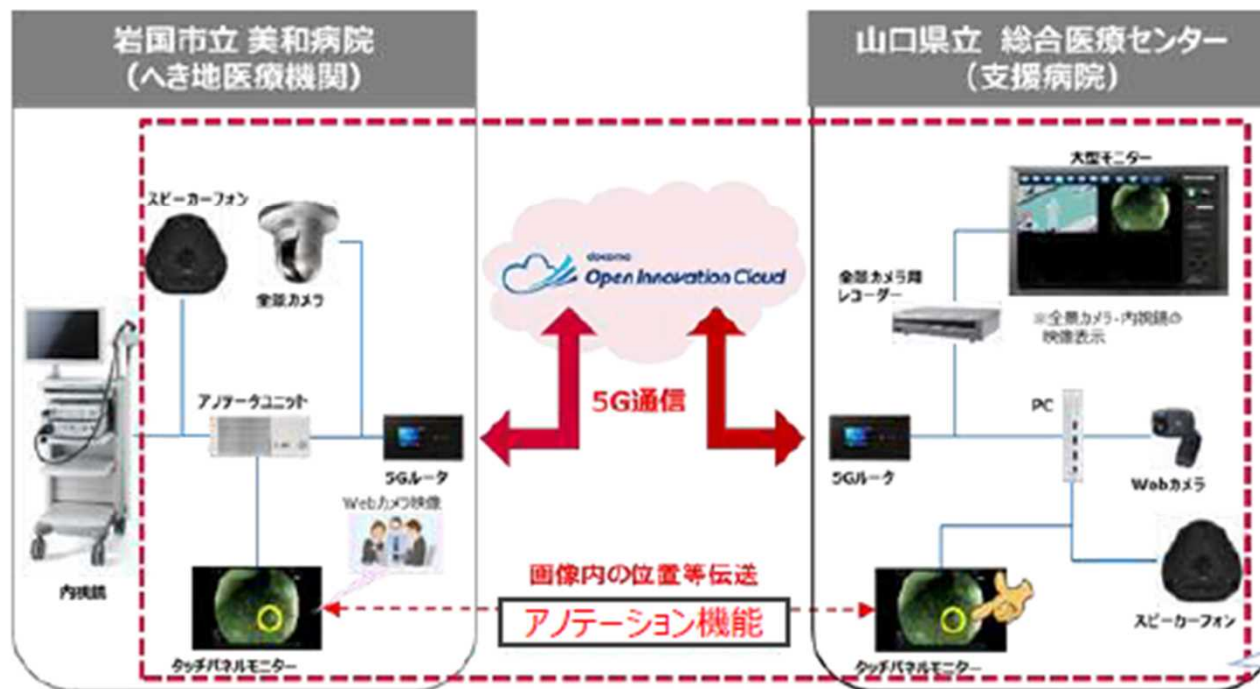 岩国市立 美和病院
(へき地医療機関)
山口県立 総合医療センター
(支援病院)
スピーカーフォン
全景カメラ
アノテータユニット
5Gルータ
Webカメラ映像
内視鏡
タッチパネルモニター
docomo
Open Innovation Cloud
5G通信
画像内の位置等伝送
アノテーション機能
大型モニター
全景カメラ用
レコーダー
※全景カメラ・内視鏡の
映像表示
PC
5Gルータ
Webカメラ
スピーカーフォン
タッチパネルモニター